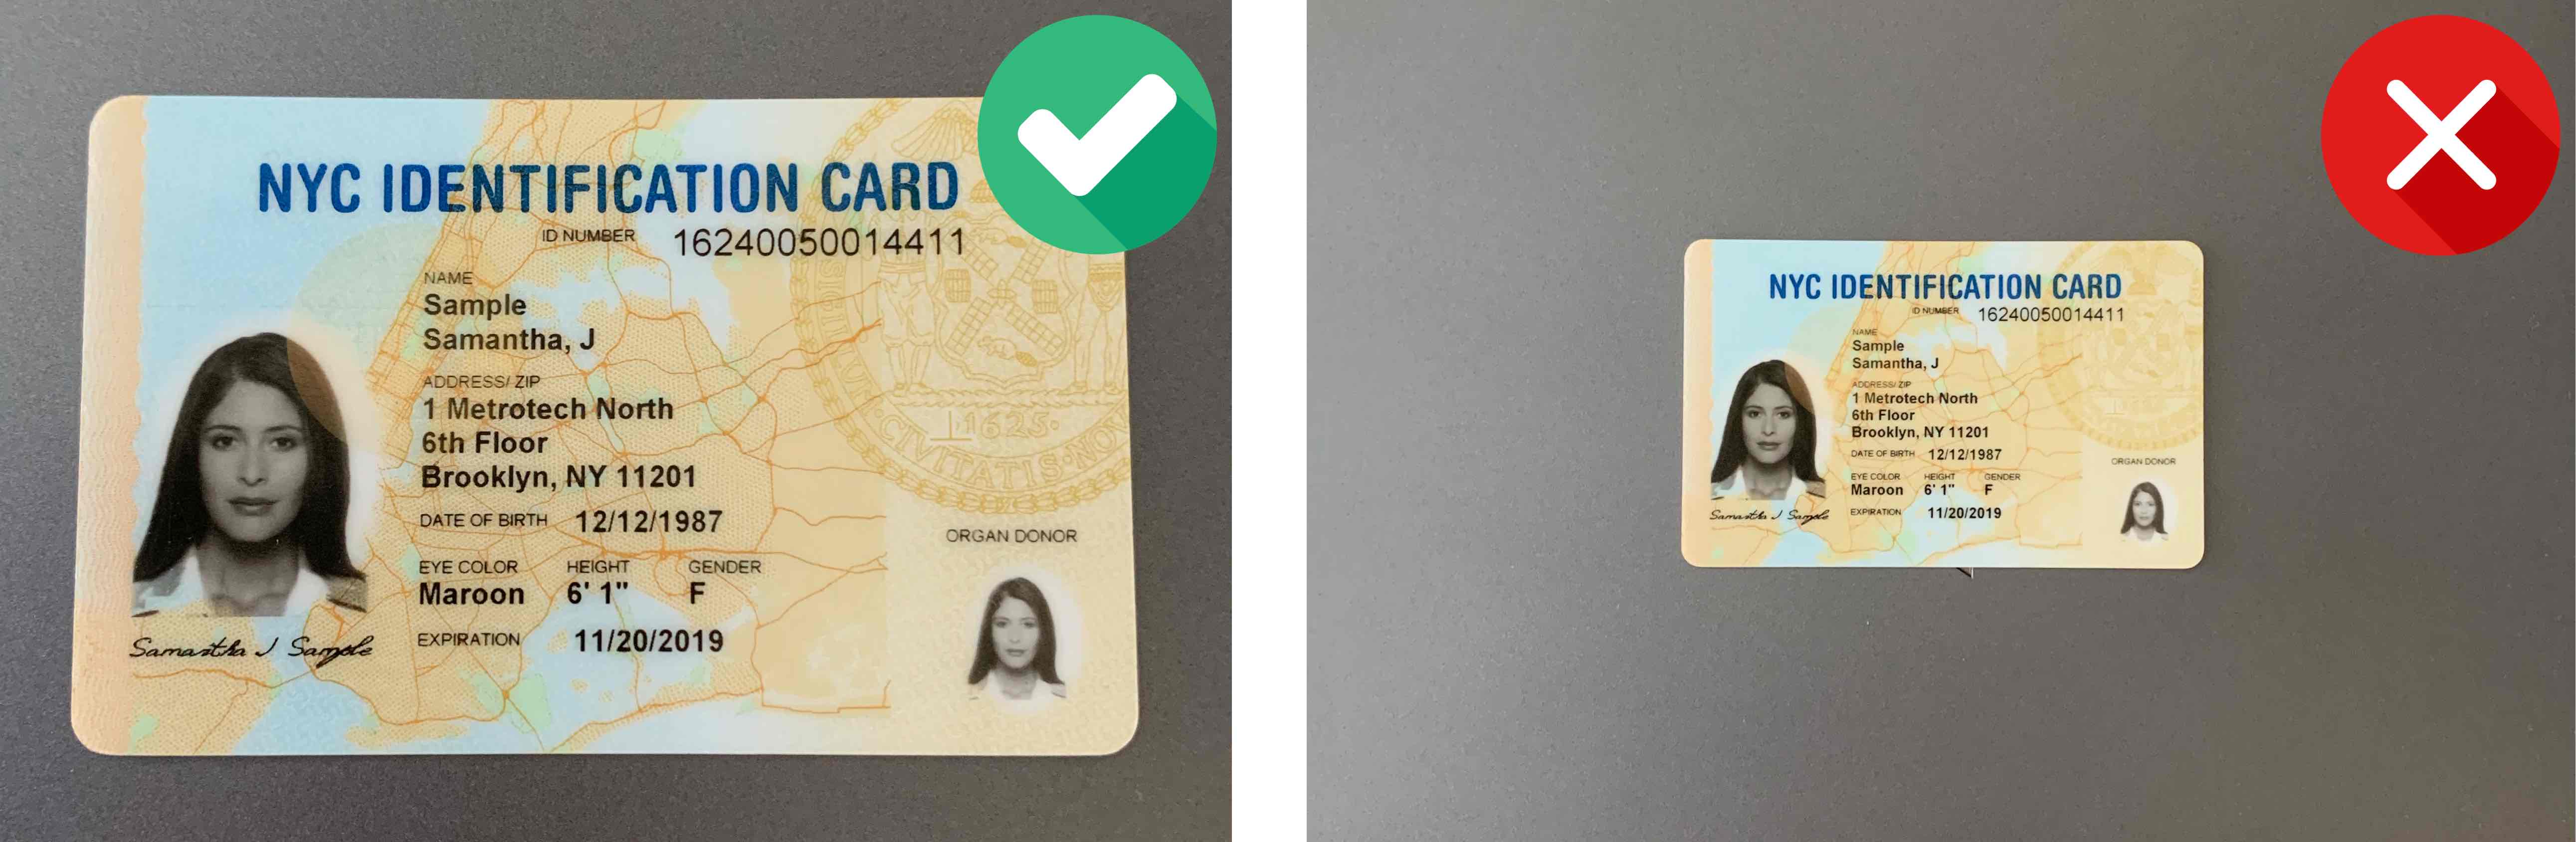 NYC IDENTIFICATION CARD
ID NUMBER 16240050014411
NAME
Sample
Samantha, J
ADDRESS/ ZIP
1 Metrotech North
6th Floor
Brooklyn, NY 11201
DATE OF BIRTH 12/12/1987
EYE COLOR HEIGHT GENDER
Maroon 6' 1" F
EXPIRATION 11/20/2019
Samantha J Sample
ORGAN DONOR
1625
CIVITATIS
NYC IDENTIFICATION CARD
ID NUMBER 16240050014411
NAME
Sample
Samantha, J
ADDRESS/ ZIP
1 Metrotech North
6th Floor
Brooklyn, NY 11201
DATE OF BIRTH 12/12/1987
EYE COLOR HEIGHT GENDER
Maroon 6' 1" F
EXPIRATION 11/20/2019
Samantha J Sample
ORGAN DONOR